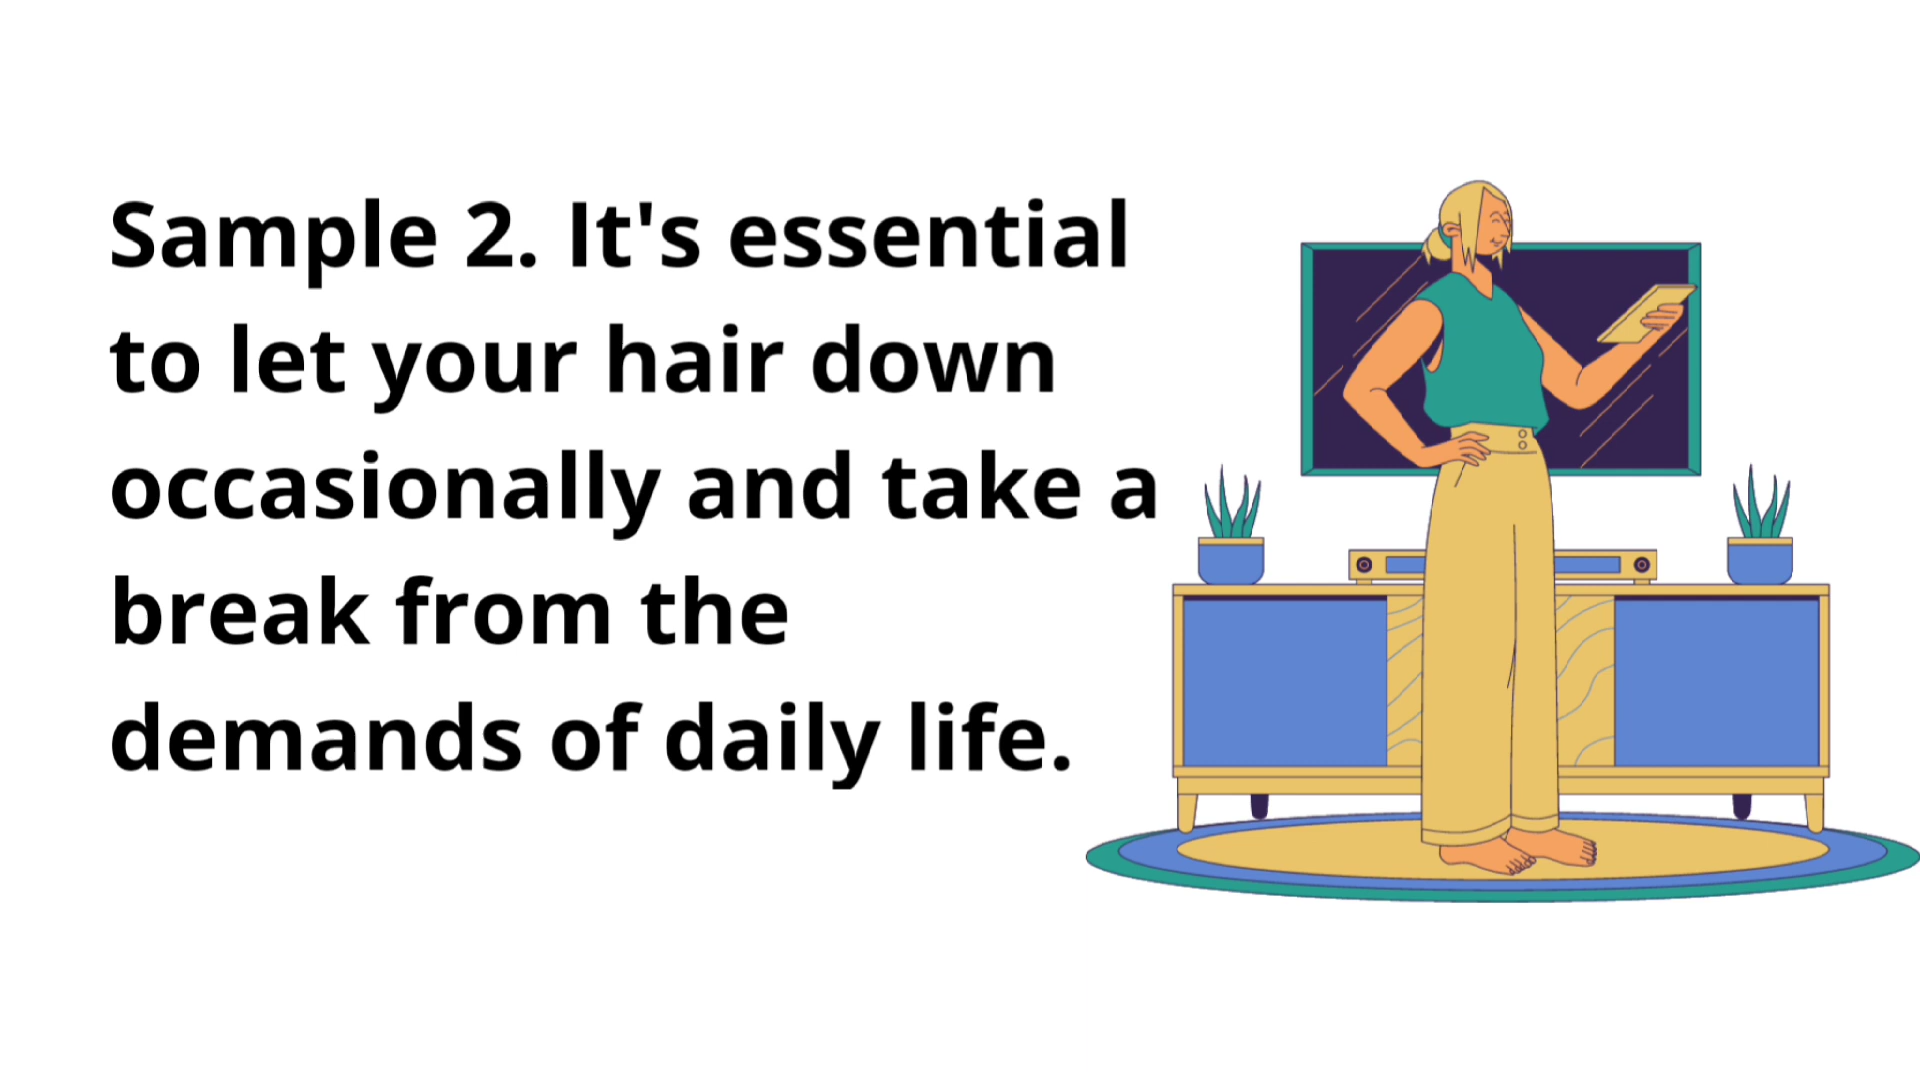 Sample 2. It's essential
to let your hair down
occasionally and take a
break from the
demands of daily life.